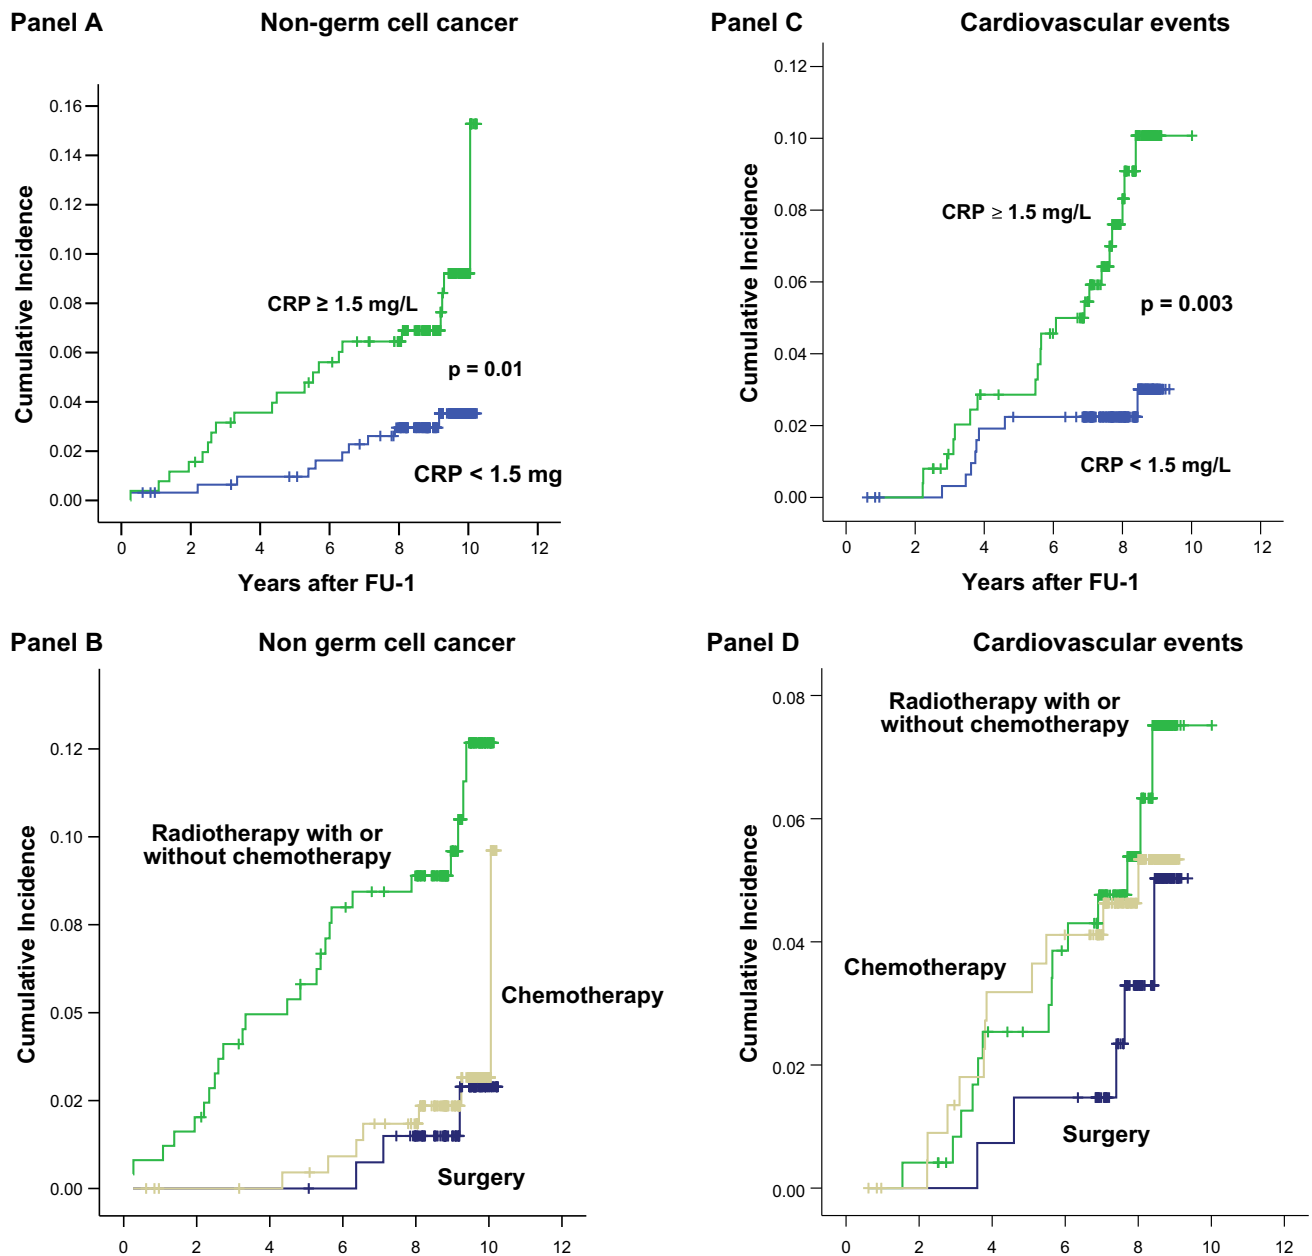 Panel A
Non-germ cell cancer
0.16
0.14
0.12
0.10
0.08
0.06
0.04
0.02
0.00
Cumulative Incidence
CRP ≥ 1.5 mg/L
p = 0.01
CRP < 1.5 mg
0 2 4 6 8 10 12
Years after FU-1
Panel C
Cardiovascular events
0.12
0.10
0.08
0.06
0.04
0.02
0.00
Cumulative Incidence
CRP ≥ 1.5 mg/L
p = 0.003
CRP < 1.5 mg/L
0 2 4 6 8 10 12
Years after FU-1
Panel B
Non germ cell cancer
0.12
0.10
0.08
0.05
0.02
0.00
Cumulative Incidence
Radiotherapy with or
without chemotherapy
Chemotherapy
Surgery
0 2 4 6 8 10 12
Panel D
Cardiovascular events
0.08
0.06
0.04
0.02
0.00
Cumulative Incidence
Radiotherapy with or
without chemotherapy
Chemotherapy
Surgery
0 2 4 6 8 10 12